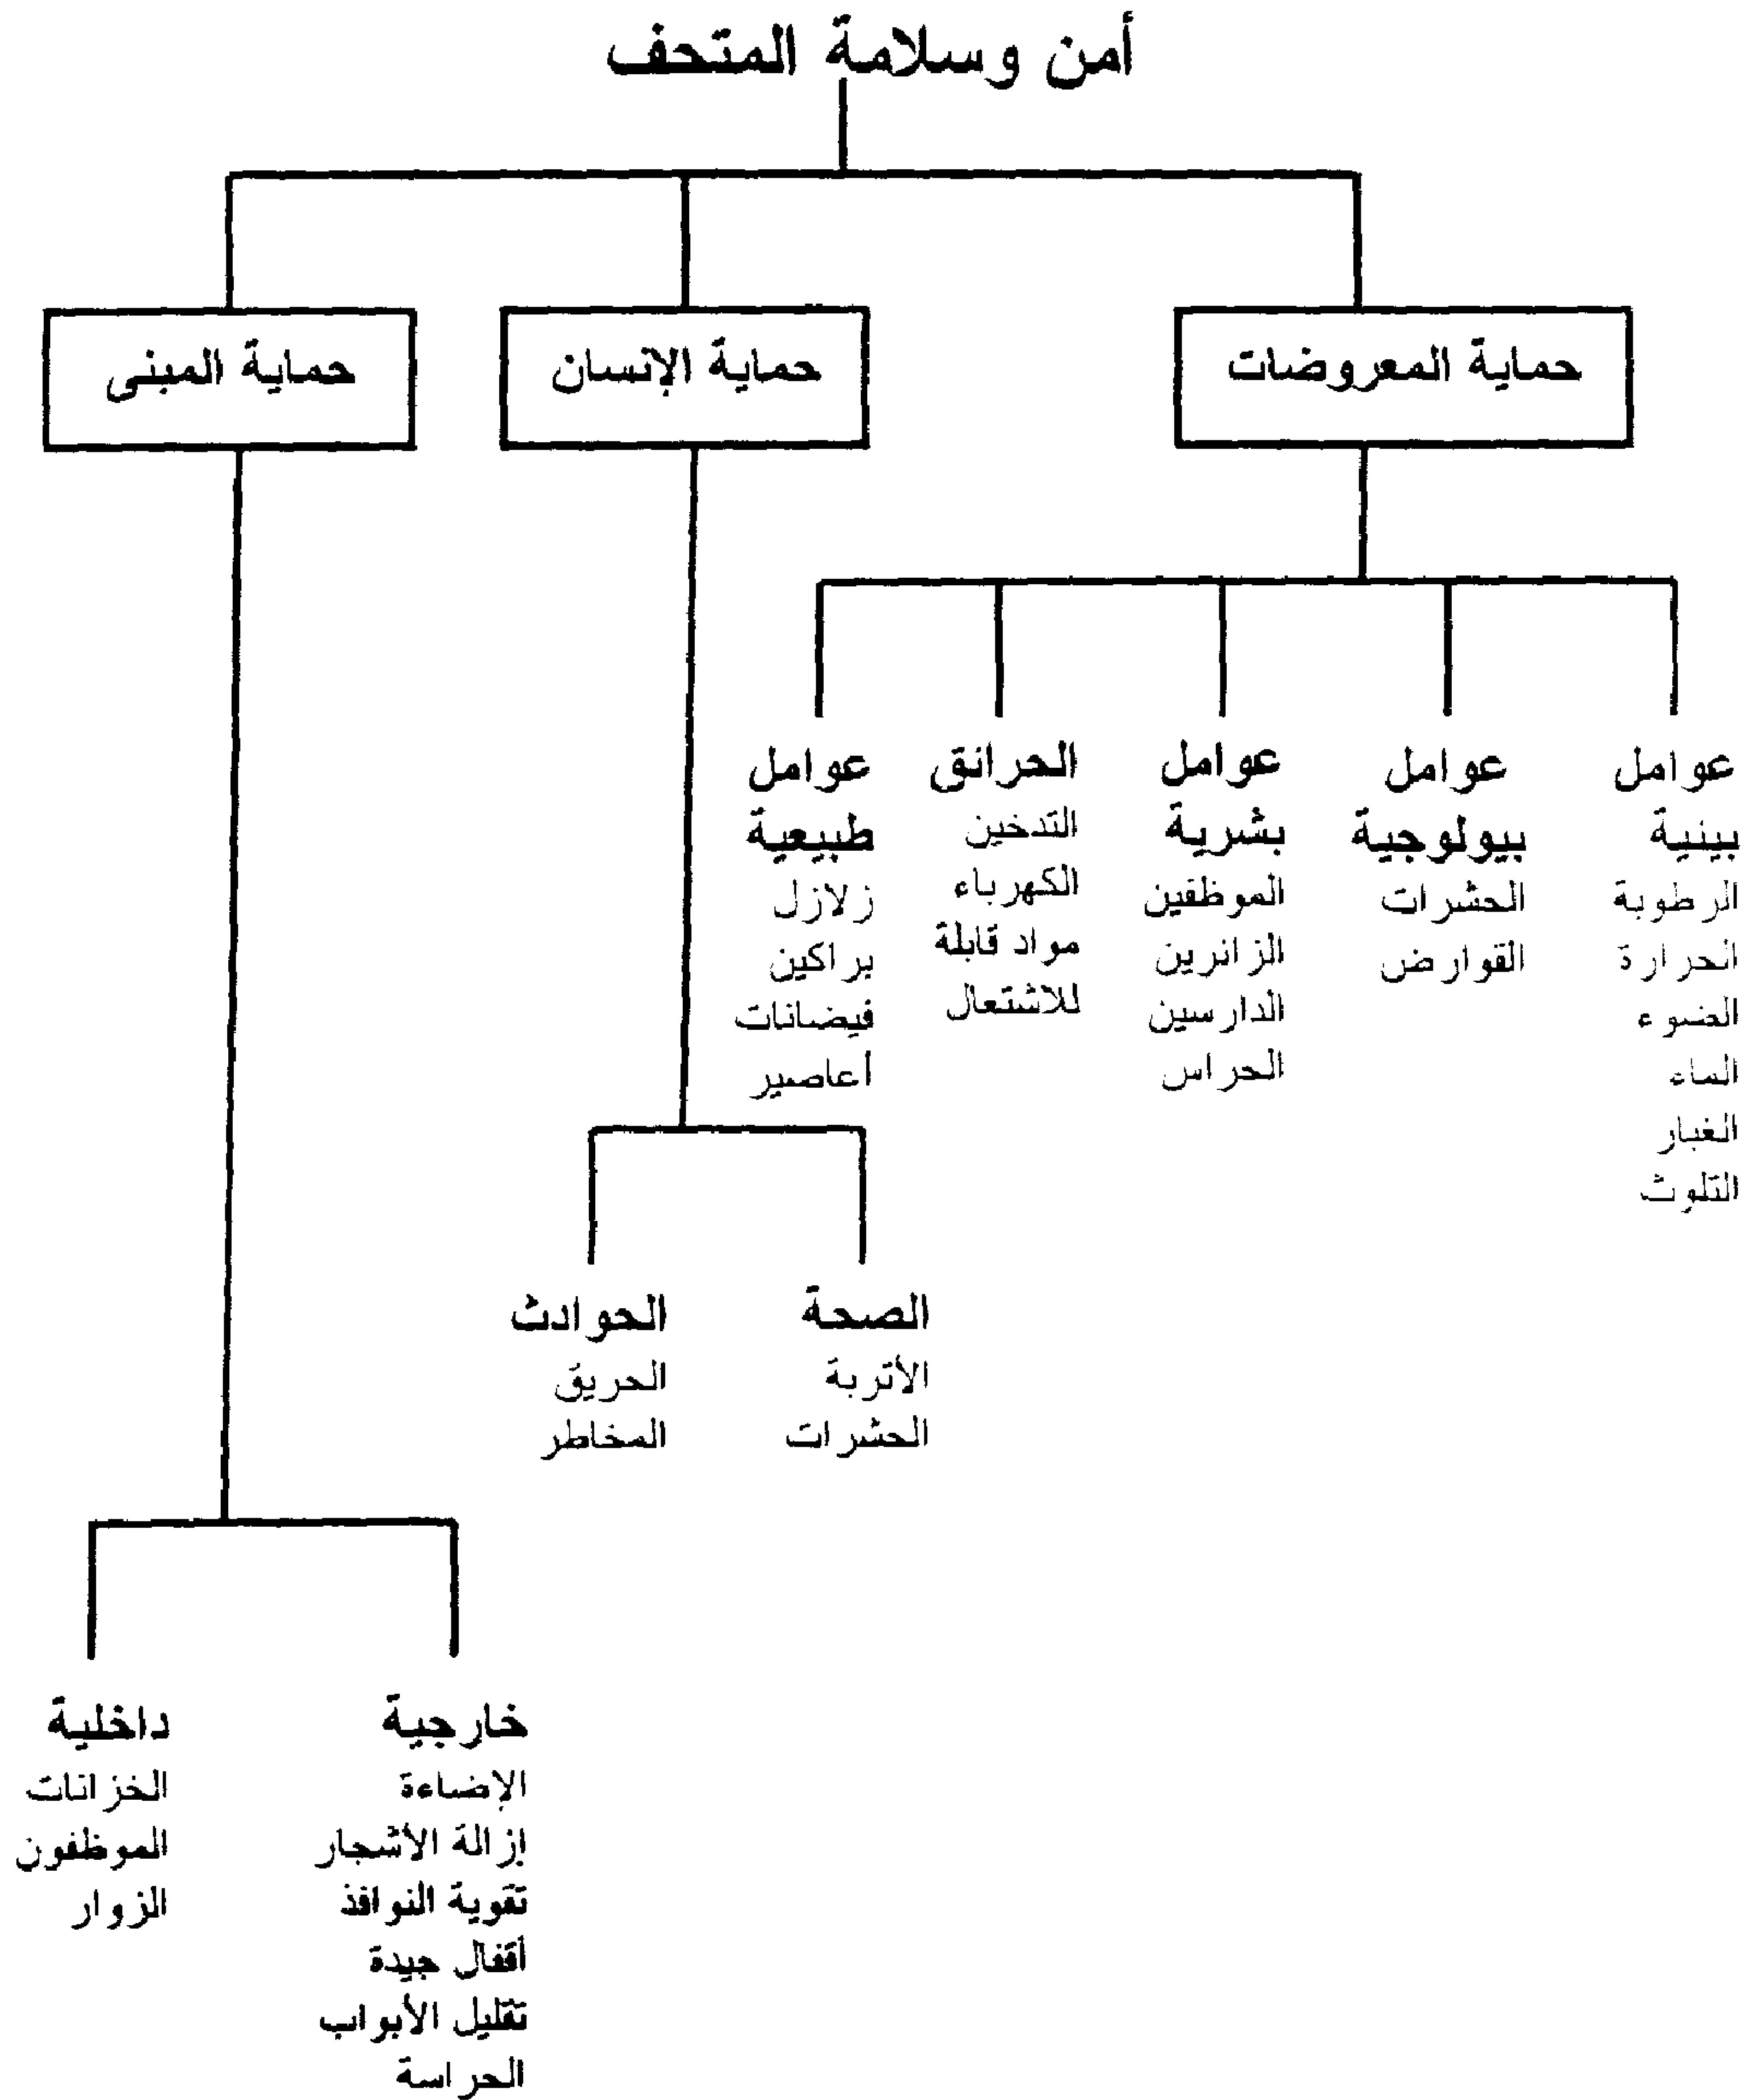 أمن وسلامة المتحف
حماية المعروضات
حماية الإنسان
حماية المبنى
عوامل
بيئية
الرطوبة
الحرارة
الضوء
الماء
الغبار
التلوث
عوامل
بيولوجية
الحشرات
القوارض
عوامل
بشرية
الموظفين
الزائرين
الدارسين
الحراس
الحرائق
التدخين
الكهرباء
مواد قابلة
للاشتعال
عوامل
طبيعية
زلازل
براكين
فيضانات
أعاصير
الصحة
الأتربة
الحشرات
الحوادث
الحريق
المخاطر
خارجية
الإضاءة
إزالة الأشجار
تقوية النوافذ
أقفال جيدة
تقليل الأبواب
الحراسة
داخلية
الخزانات
الموظفون
الزوار